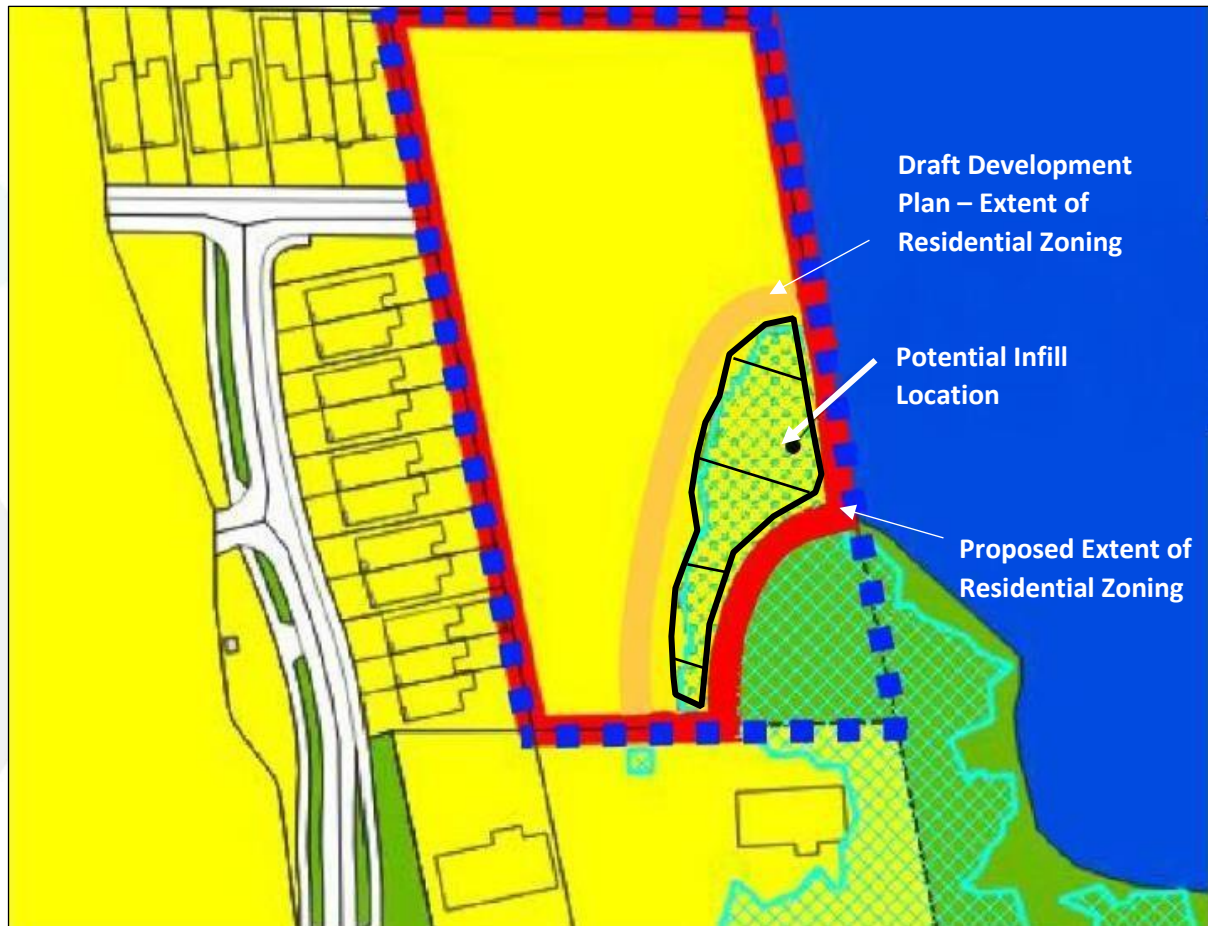 Draft Development
Plan – Extent of
Residential Zoning
Potential Infill
Location
Proposed Extent of
Residential Zoning